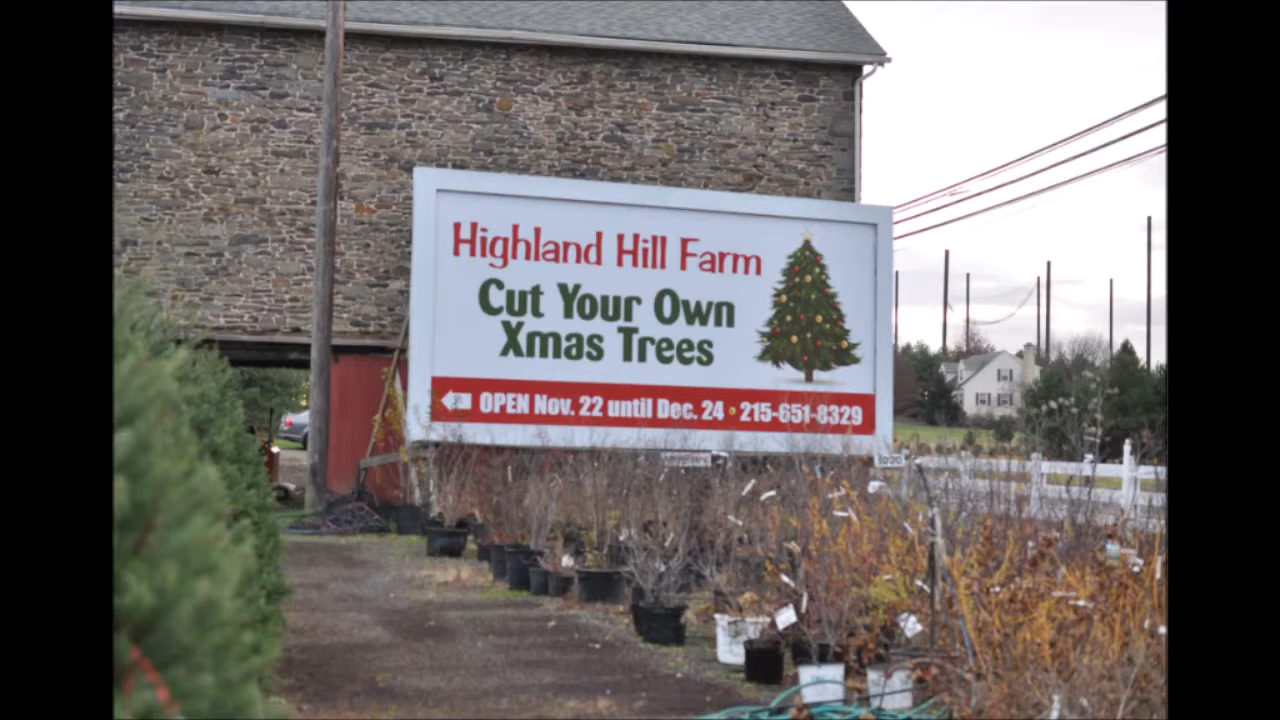 Highland Hill Farm
Cut Your Own
Xmas Trees
OPEN Nov. 22 until Dec. 24 • 215-651-8329